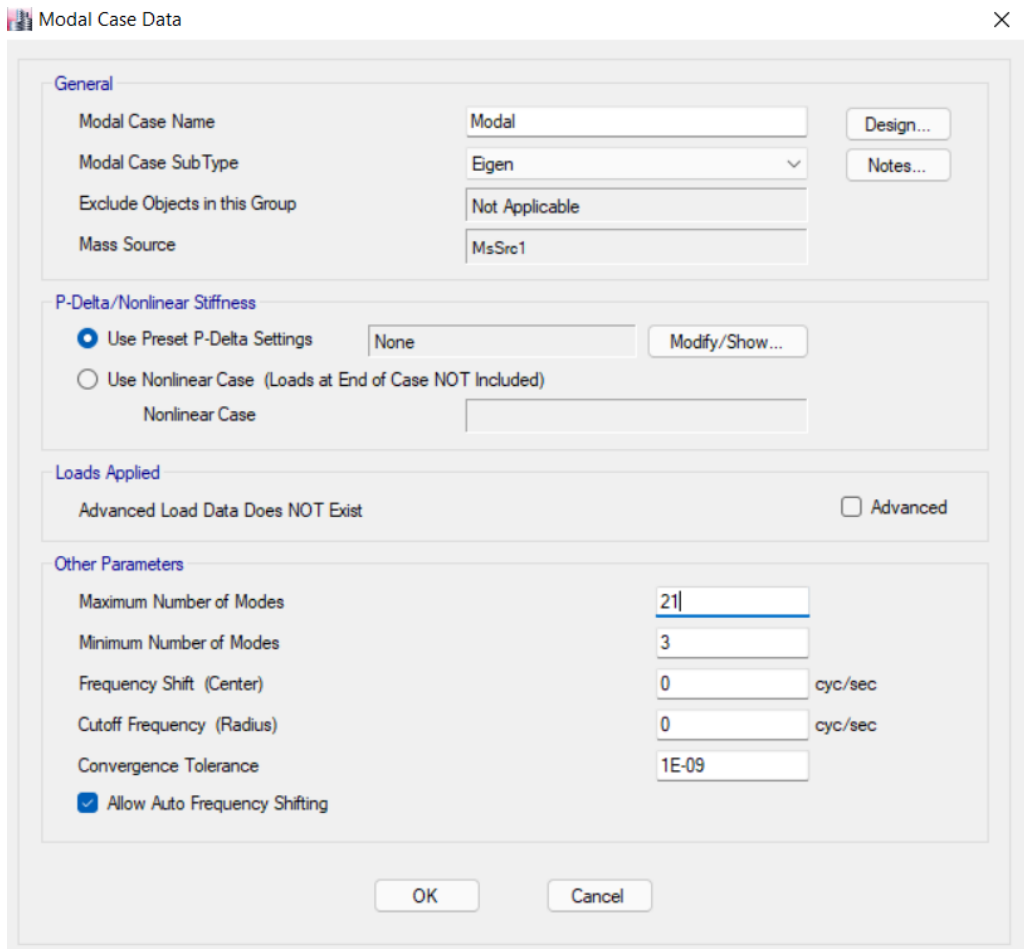 Modal Case Data
General
Modal Case Name Modal Design...
Modal Case SubType Eigen Notes...
Exclude Objects in this Group Not Applicable
Mass Source MsSrc1
P-Delta/Nonlinear Stiffness
Use Preset P-Delta Settings None Modify/Show...
Use Nonlinear Case (Loads at End of Case NOT Included)
Nonlinear Case
Loads Applied
Advanced Load Data Does NOT Exist Advanced
Other Parameters
Maximum Number of Modes 21
Minimum Number of Modes 3
Frequency Shift (Center) 0 cyc/sec
Cutoff Frequency (Radius) 0 cyc/sec
Convergence Tolerance 1E-09
Allow Auto Frequency Shifting
OK Cancel